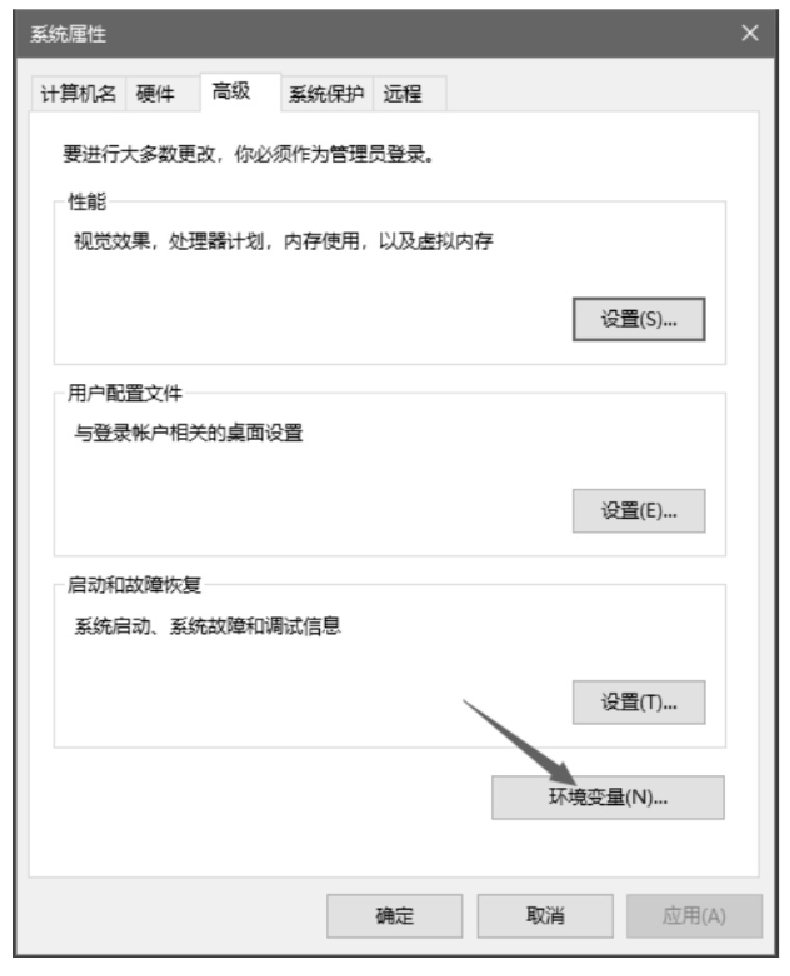 系统属性
计算机名 硬件 高级 系统保护 远程
要进行大多数更改，你必须作为管理员登录。
性能
视觉效果，处理器计划，内存使用，以及虚拟内存
设置(S)...
用户配置文件
与登录帐户相关的桌面设置
设置(E)...
启动和故障恢复
系统启动、系统故障和调试信息
设置(T)...
环境变量(N)...
确定 取消 应用(A)